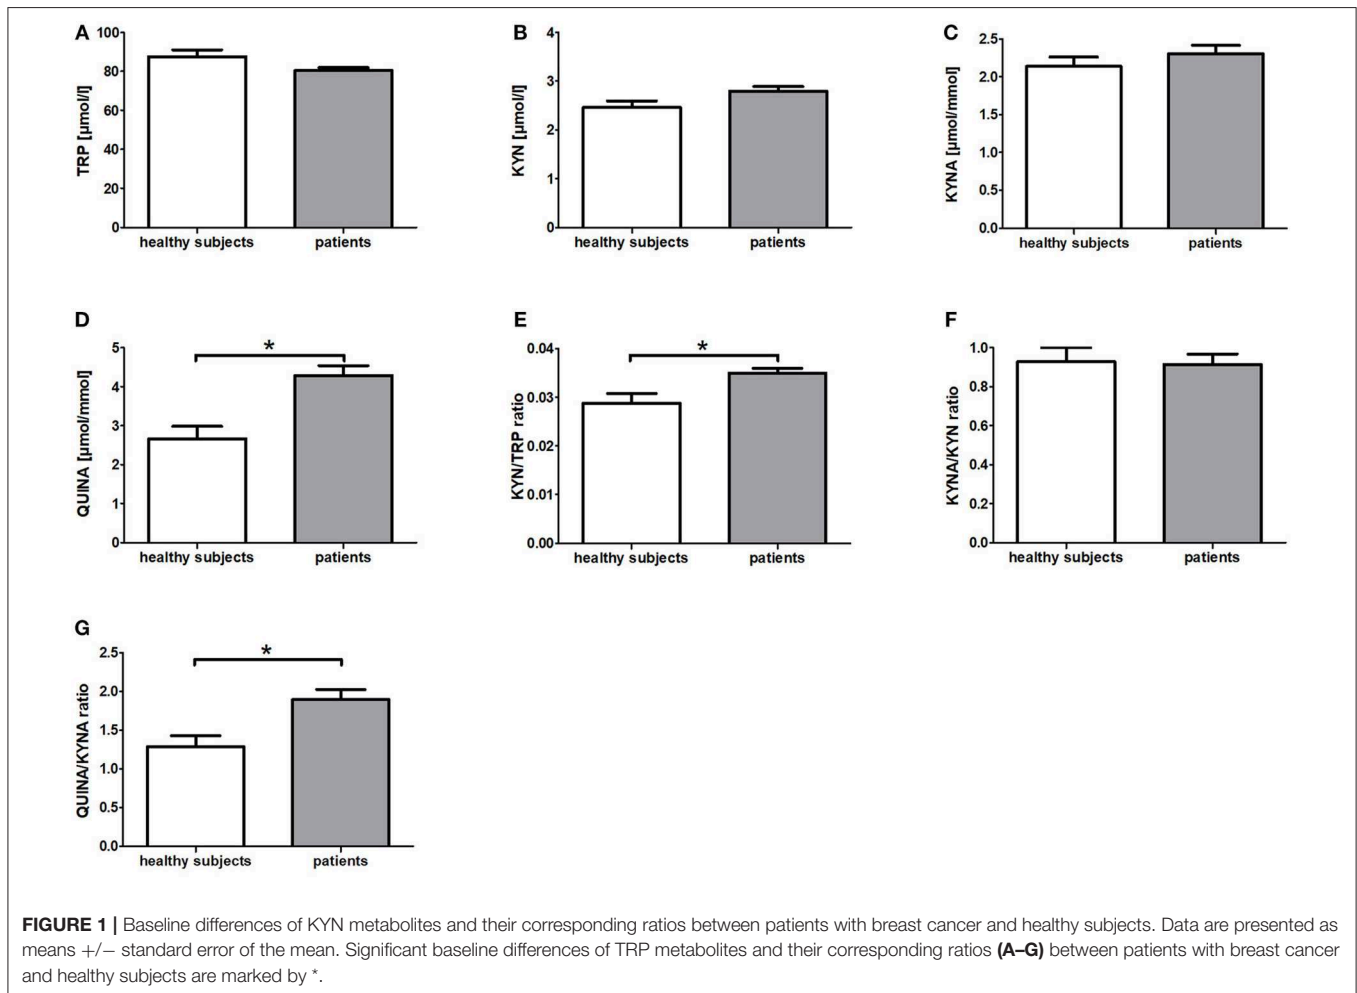 A
TRP [µmol/l]
100
80
60
40
20
0
healthy subjects patients
B
KYN [µmol/l]
4
3
2
1
0
healthy subjects patients
C
KYNA [µmol/mmol]
2.5
2.0
1.5
1.0
0.5
0.0
healthy subjects patients
D
QUINA [µmol/mmol]
5
4
3
2
1
0
*
healthy subjects patients
E
KYN/TRP ratio
0.04
0.03
0.02
0.01
0.00
*
healthy subjects patients
F
KYNA/KYN ratio
1.0
0.8
0.6
0.4
0.2
0.0
healthy subjects patients
G
QUINA/KYNA ratio
2.5
2.0
1.5
1.0
0.5
0.0
*
healthy subjects patients
FIGURE 1 | Baseline differences of KYN metabolites and their corresponding ratios between patients with breast cancer and healthy subjects. Data are presented as
means +/− standard error of the mean. Significant baseline differences of TRP metabolites and their corresponding ratios (A–G) between patients with breast cancer
and healthy subjects are marked by *.